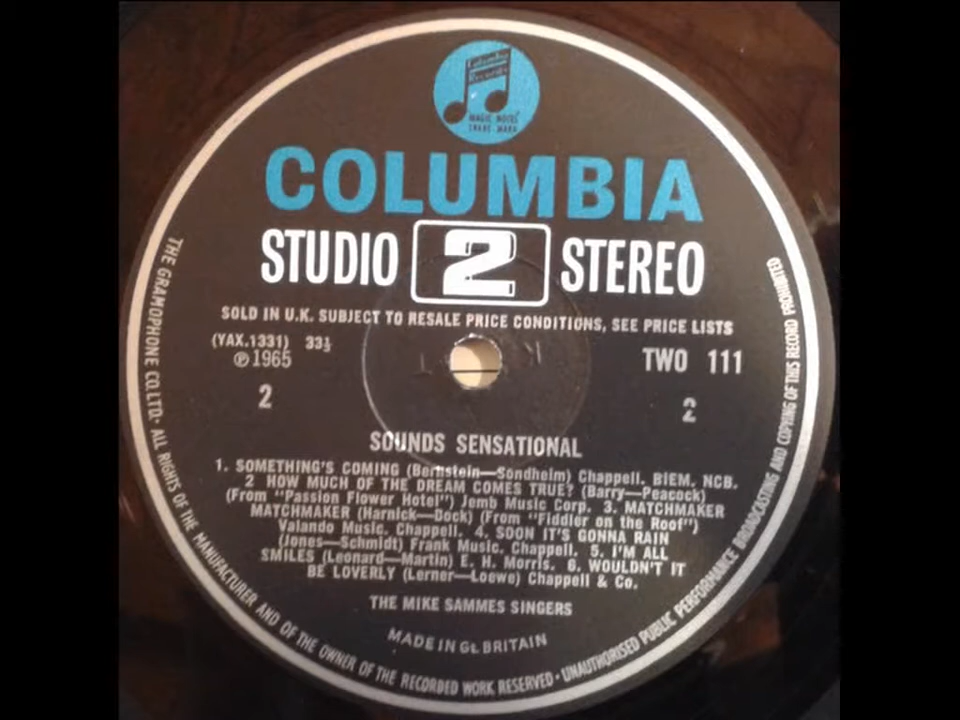 Columbia
Records
MAGIC NOTES
TRADE MARK
COLUMBIA
STUDIO 2 STEREO
SOLD IN U.K. SUBJECT TO RESALE PRICE CONDITIONS, SEE PRICE LISTS
(YAX.1331) 33⅓
℗1965
TWO 111
2
2
SOUNDS SENSATIONAL
1. SOMETHING'S COMING (Bernstein—Sondheim) Chappell. BIEM. NCB.
2 HOW MUCH OF THE DREAM COMES TRUE? (Barry—Peacock)
(From "Passion Flower Hotel") Jemb Music Corp. 3. MATCHMAKER
MATCHMAKER (Harnick—Bock) (From "Fiddler on the Roof")
Valando Music. Chappell. 4. SOON IT'S GONNA RAIN
(Jones—Schmidt) Frank Music. Chappell. 5. I'M ALL
SMILES (Leonard—Martin) E. H. Morris. 6. WOULDN'T IT
BE LOVERLY (Lerner—Loewe) Chappell & Co.
THE MIKE SAMMES SINGERS
MADE IN Gt. BRITAIN
THE GRAMOPHONE CO. LTD. · ALL RIGHTS OF THE MANUFACTURER AND OF THE OWNER OF THE RECORDED WORK RESERVED · UNAUTHORISED PUBLIC PERFORMANCE BROADCASTING AND COPYING OF THIS RECORD PROHIBITED